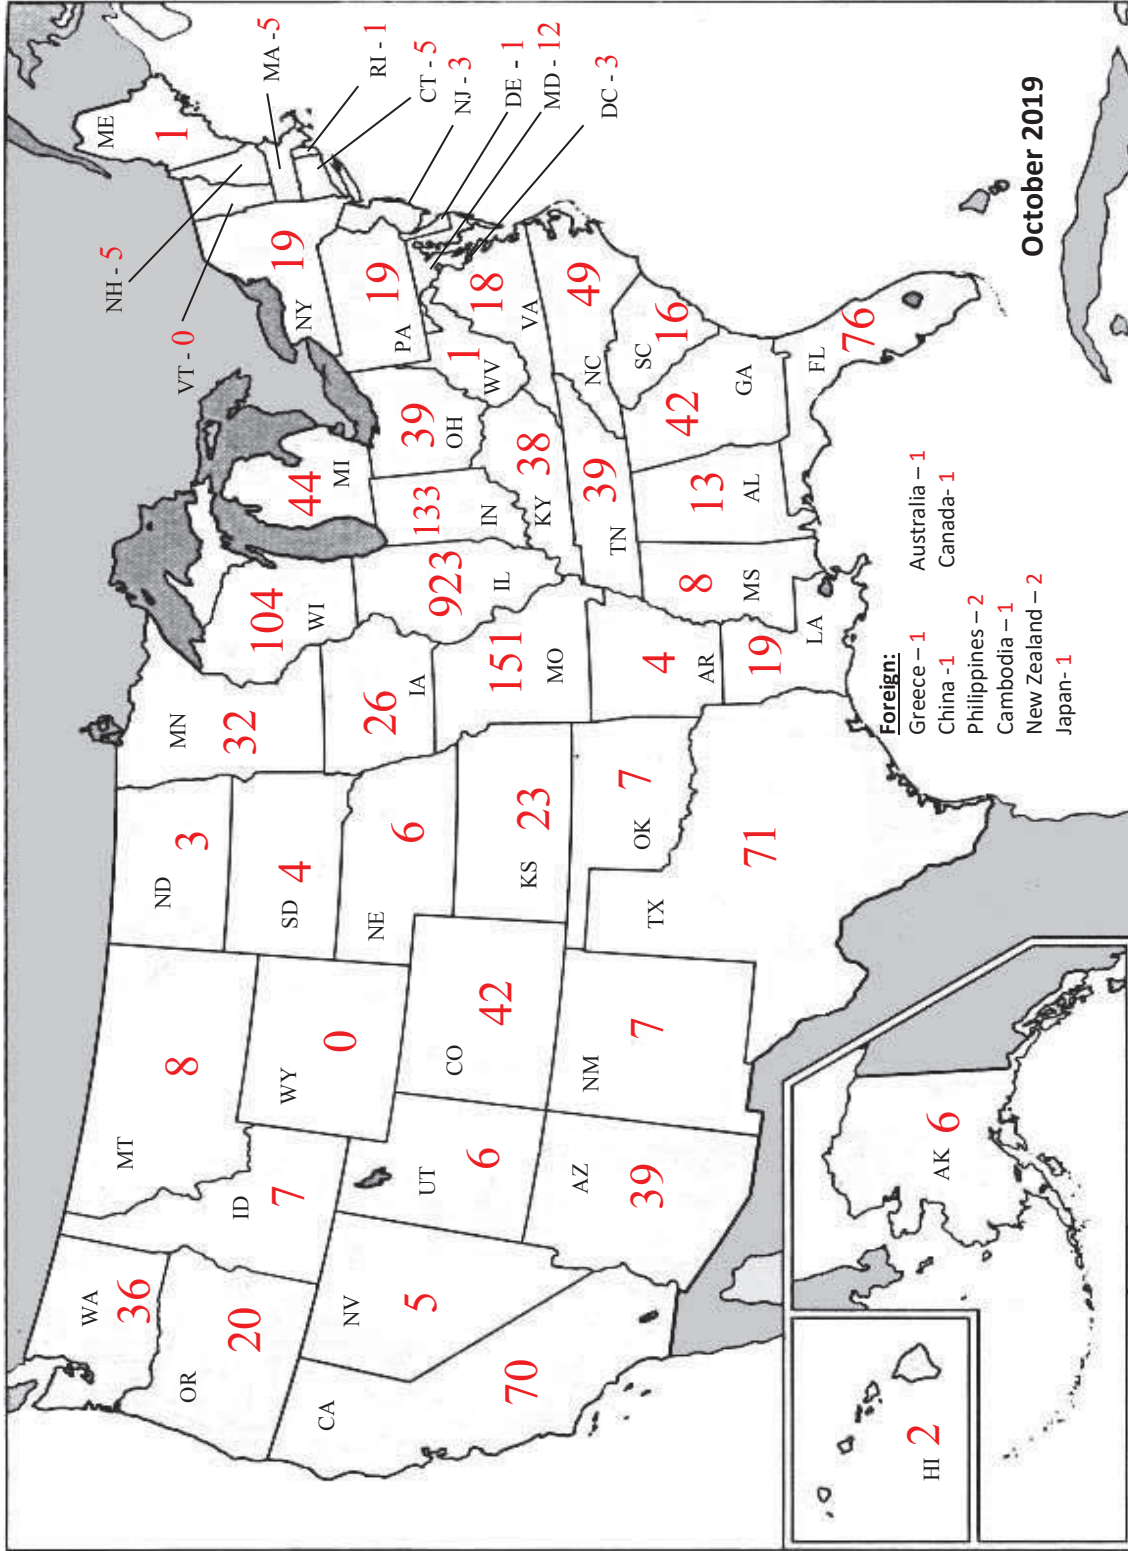 WA
36
OR
20
CA
70
NV
5
ID
7
MT
8
WY
0
UT
6
AZ
39
CO
42
NM
7
ND
3
SD
4
NE
6
KS
23
OK
7
TX
71
MN
32
IA
26
MO
151
AR
4
LA
19
WI
104
IL
923
MI
44
IN
133
OH
39
KY
38
TN
39
MS
8
AL
13
GA
42
FL
76
SC
16
NC
49
VA
18
WV
1
PA
19
NY
19
VT - 0
NH - 5
ME
1
MA - 5
RI - 1
CT - 5
NJ - 3
DE - 1
MD - 12
DC - 3
AK 6
HI 2
Foreign:
Greece – 1
China -1
Philippines – 2
Cambodia – 1
New Zealand – 2
Japan- 1
Australia – 1
Canada- 1
October 2019